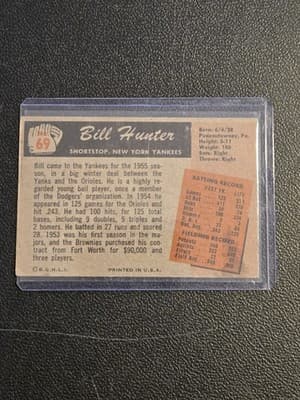 69
Bill Hunter
SHORTSTOP, NEW YORK YANKEES
Born: 6/4/28
Punxsutawney, Pa.
Height: 5-11
Weight: 180
Bats: Right
Throws: Right
Bill came to the Yankees for the 1955
season, in a big winter deal between the
Yanks and The Orioles. He is a highly re-
garded young ball player, once a member
of the Dodgers' organization. In 1954 he
appeared in 125 games for the Orioles and
hit .243. He had 100 hits, for 125 total
bases, including 9 doubles, 5 triples and
2 homers. He batted in 27 runs and scored
28. 1953 was his first season in the ma-
jors, and the Brownies purchased his con-
tract from Fort Worth for $90,000 and
three players.
BATTING RECORD
FIELDING RECORD
© B.G.H.L.I.
PRINTED IN U.S.A.